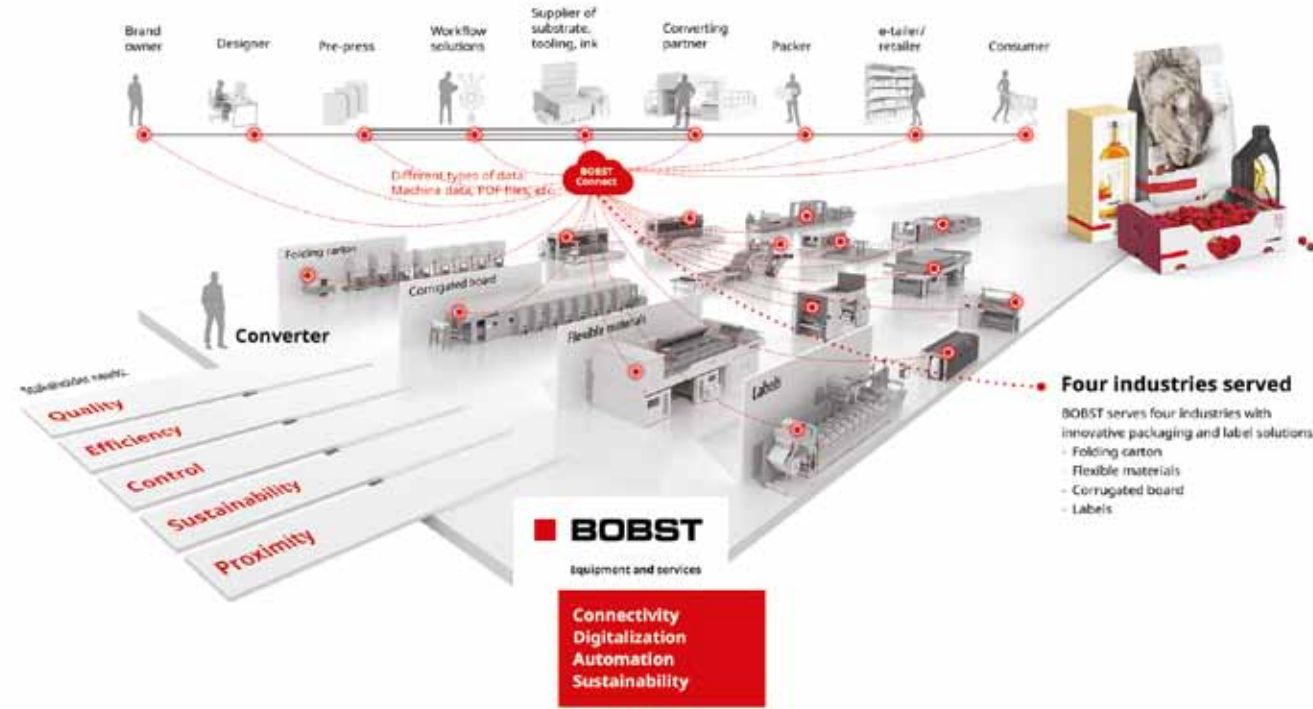 Brand
owner
Designer
Pre-press
Workflow
solutions
Supplier of
substrate,
tooling, ink
Converting
partner
Packer
e-tailer/
retailer
Consumer
Different types of data:
Machine data, PDF files, etc.
BOBST
Connect
Folding carton
Corrugated board
Flexible materials
Labels
Converter
Stakeholder needs:
Quality
Efficiency
Control
Sustainability
Proximity
Four industries served
BOBST serves four industries with
innovative packaging and label solutions
- Folding carton
- Flexible materials
- Corrugated board
- Labels
BOBST
Equipment and services
Connectivity
Digitalization
Automation
Sustainability